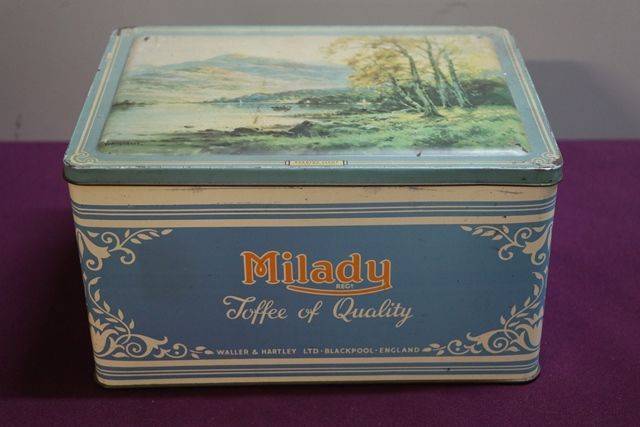 Milady
REGD
Toffee of Quality
WALLER & HARTLEY LTD · BLACKPOOL · ENGLAND